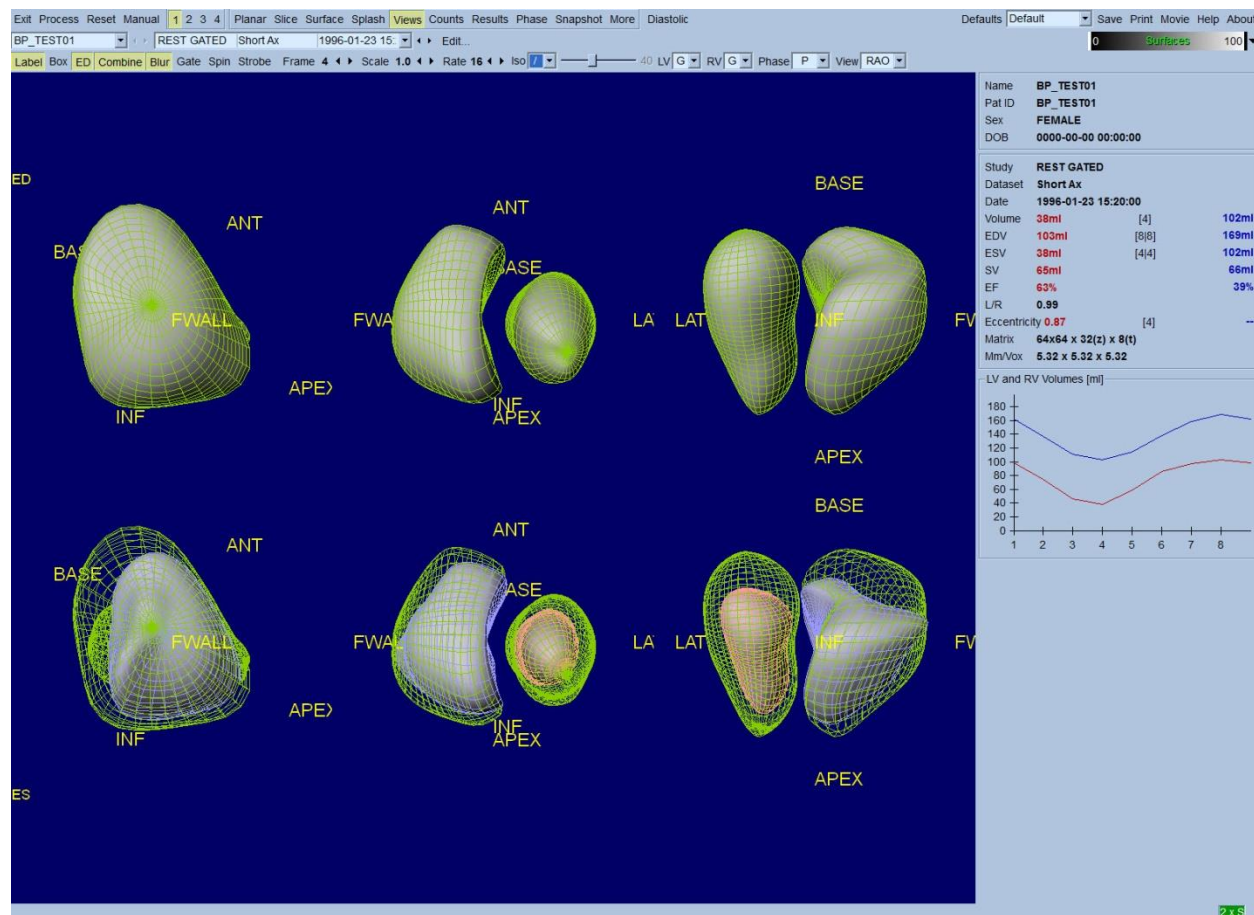 Exit Process Reset Manual 1 2 3 4 Planar Slice Surface Splash Views Counts Results Phase Snapshot More Diastolic Defaults Default Save Print Movie Help About
BP_TEST01 REST GATED Short Ax 1996-01-23 15: Edit... 0 Surfaces 100
Label Box ED Combine Blur Gate Spin Strobe Frame 4 Scale 1.0 Rate 16 Iso / 40 LV G RV G Phase P View RAO
Name BP_TEST01
Pat ID BP_TEST01
Sex FEMALE
DOB 0000-00-00 00:00:00
Study REST GATED
Dataset Short Ax
Date 1996-01-23 15:20:00
Volume 38ml [4] 102ml
EDV 103ml [8|8] 169ml
ESV 38ml [4|4] 102ml
SV 65ml 66ml
EF 63% 39%
L/R 0.99
Eccentricity 0.87 [4] --
Matrix 64x64 x 32(z) x 8(t)
Mm/Vox 5.32 x 5.32 x 5.32
LV and RV Volumes [ml]
180
160
140
120
100
80
60
40
20
0
1 2 3 4 5 6 7 8
ED
ANT
BAS
FWALL
APEX
INF
ANT
BASE
FWA
LA
INF
APEX
BASE
LAT
INF
FW
APEX
ANT
BASE
FWALL
APEX
INF
ANT
ASE
FWAL
LA
INF
APEX
BASE
LAT
INF
FV
APEX
ES
2 x S